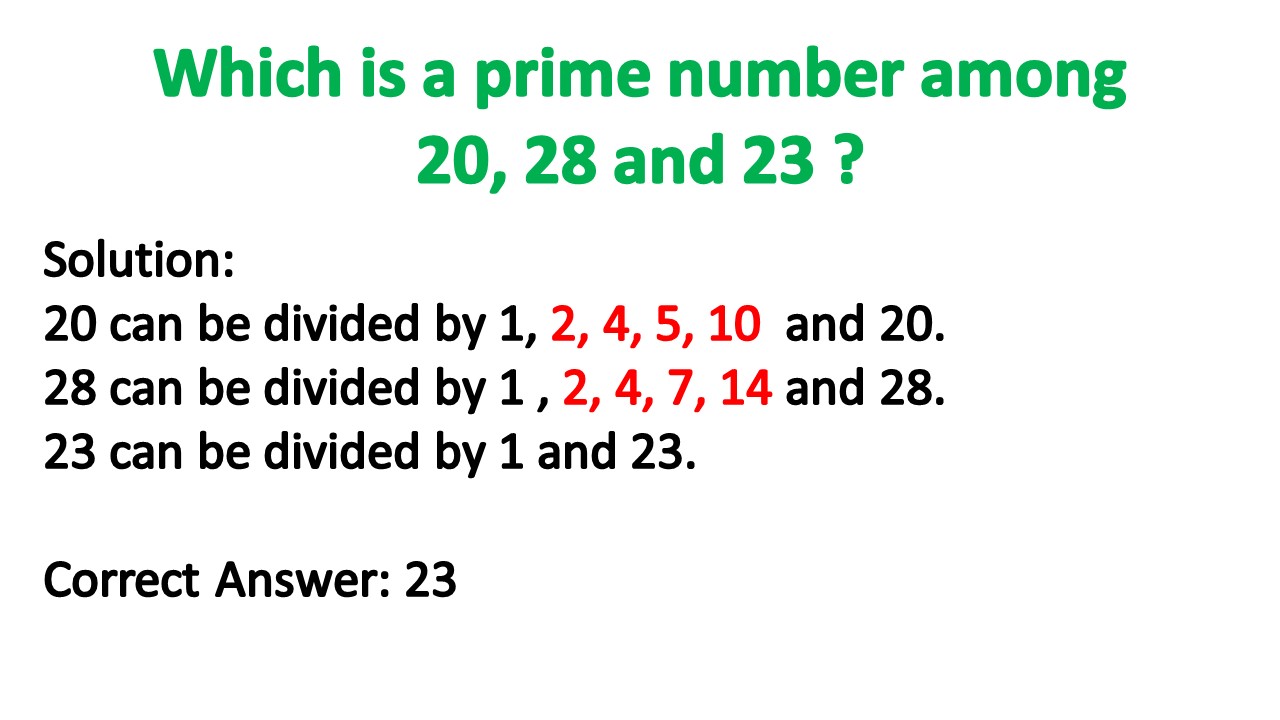 Which is a prime number among
20, 28 and 23 ?
Solution:
20 can be divided by 1, 2, 4, 5, 10  and 20.
28 can be divided by 1 , 2, 4, 7, 14 and 28.
23 can be divided by 1 and 23.
Correct Answer: 23